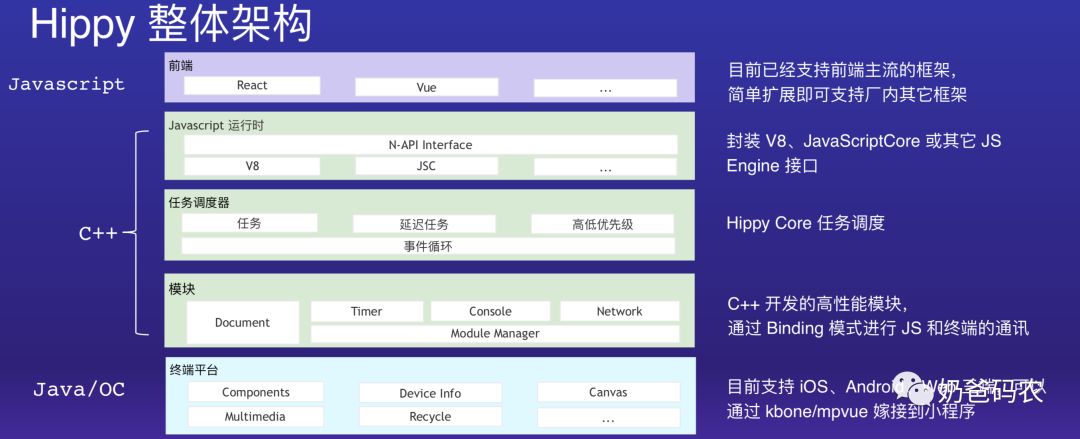 Hippy 整体架构
Javascript
前端
React
Vue
...
目前已经支持前端主流的框架，
简单扩展即可支持厂内其它框架
C++
Javascript 运行时
N-API Interface
V8
JSC
...
封装 V8、JavaScriptCore 或其它 JS
Engine 接口
任务调度器
任务
延迟任务
高低优先级
事件循环
Hippy Core 任务调度
模块
Document
Timer
Console
Network
Module Manager
C++ 开发的高性能模块，
通过 Binding 模式进行 JS 和终端的通讯
Java/OC
终端平台
Components
Device Info
Canvas
Multimedia
Recycle
...
目前支持 iOS、Android、Web 三端，可以
通过 kbone/mpvue 嫁接到小程序
奶爸码农